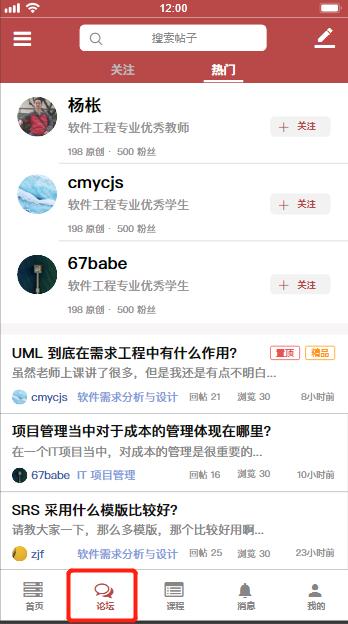 12:00
搜索帖子
关注 热门
杨枨
软件工程专业优秀教师
关注
198 原创 · 500 粉丝
cmycjs
软件工程专业优秀学生
关注
198 原创 · 500 粉丝
67babe
软件工程专业优秀学生
关注
198 原创 · 500 粉丝
UML 到底在需求工程中有什么作用? 置顶 精品
虽然老师上课讲了很多，但是我还是有点不明白...
cmycjs 软件需求分析与设计 回帖 21 浏览 30 8小时前
项目管理当中对于成本的管理体现在哪里?
在一个IT项目当中，对成本的管理是很重要的...
67babe IT 项目管理 回帖 16 浏览 30 10小时前
SRS 采用什么模版比较好?
请教大家一下，那么多模版，那个比较好用啊...
zjf 软件需求分析与设计 回帖 25 浏览 30 23小时前
首页 论坛 课程 消息 我的